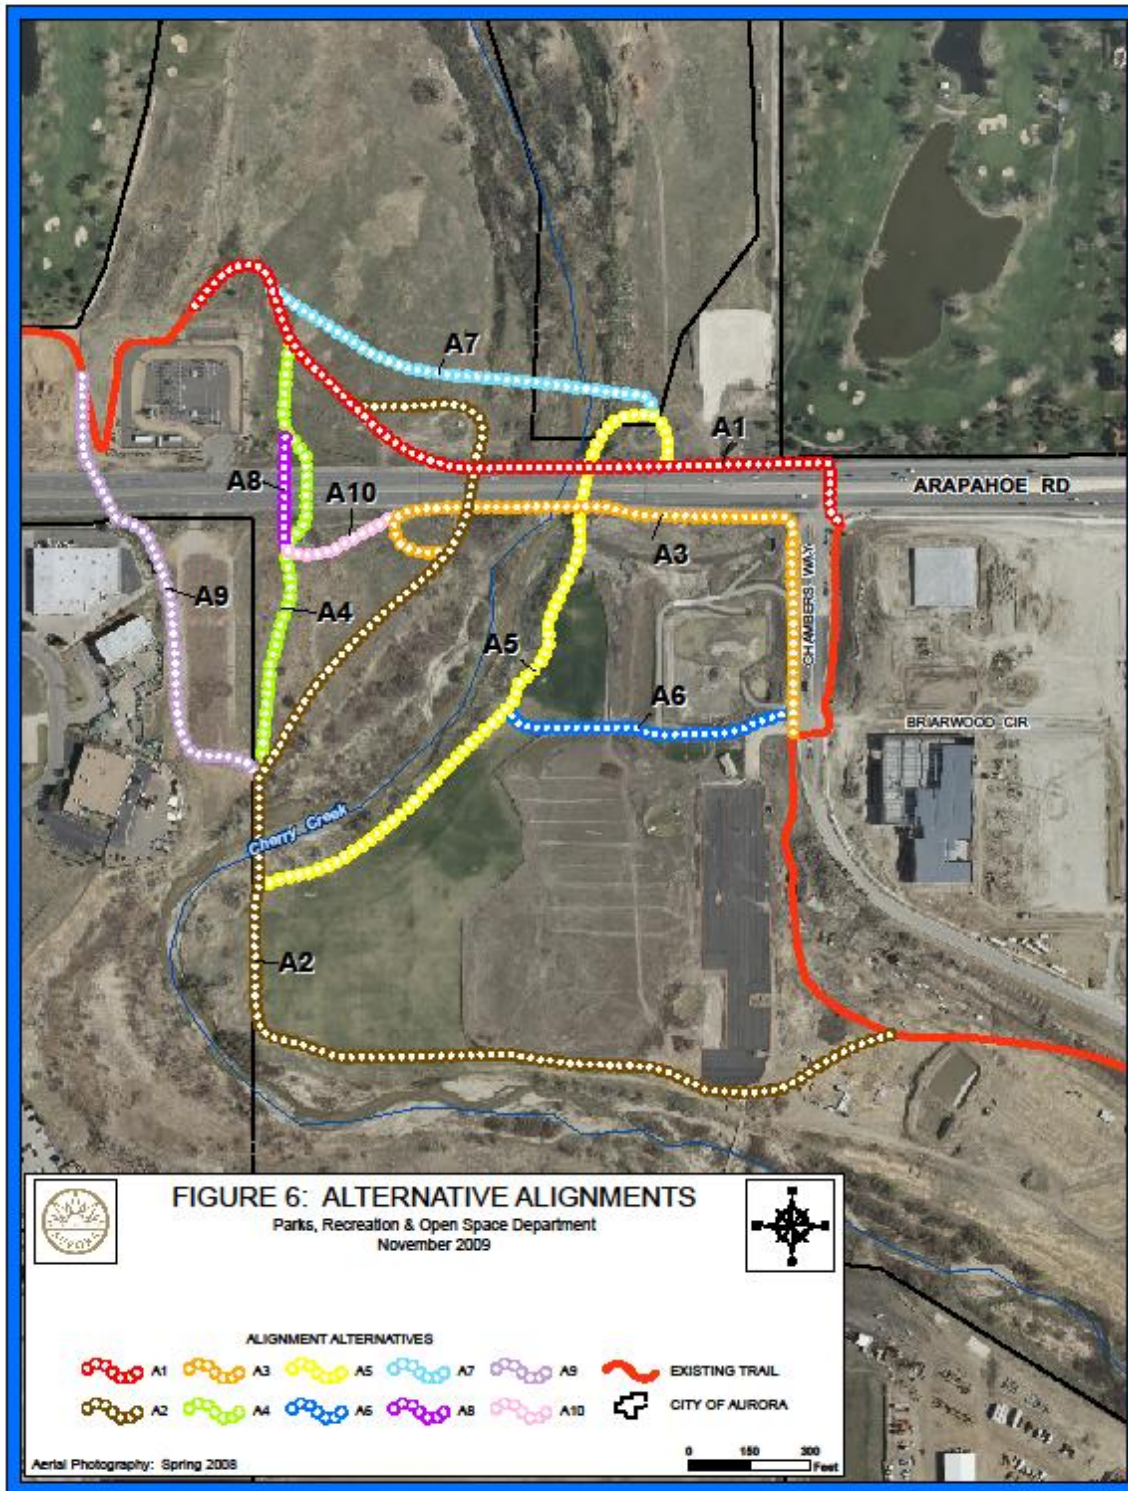 A7
A1
A8
ARAPAHOE RD
A10
A3
CHAMBERS WAY
A9
A4
A5
A6
BRIARWOOD CIR
Cherry Creek
A2
FIGURE 6: ALTERNATIVE ALIGNMENTS
Parks, Recreation & Open Space Department
November 2009
AURORA
ALIGNMENT ALTERNATIVES
A1 A3 A5 A7 A9 EXISTING TRAIL
A2 A4 A6 A8 A10 CITY OF AURORA
0 150 300
Feet
Aerial Photography: Spring 2008